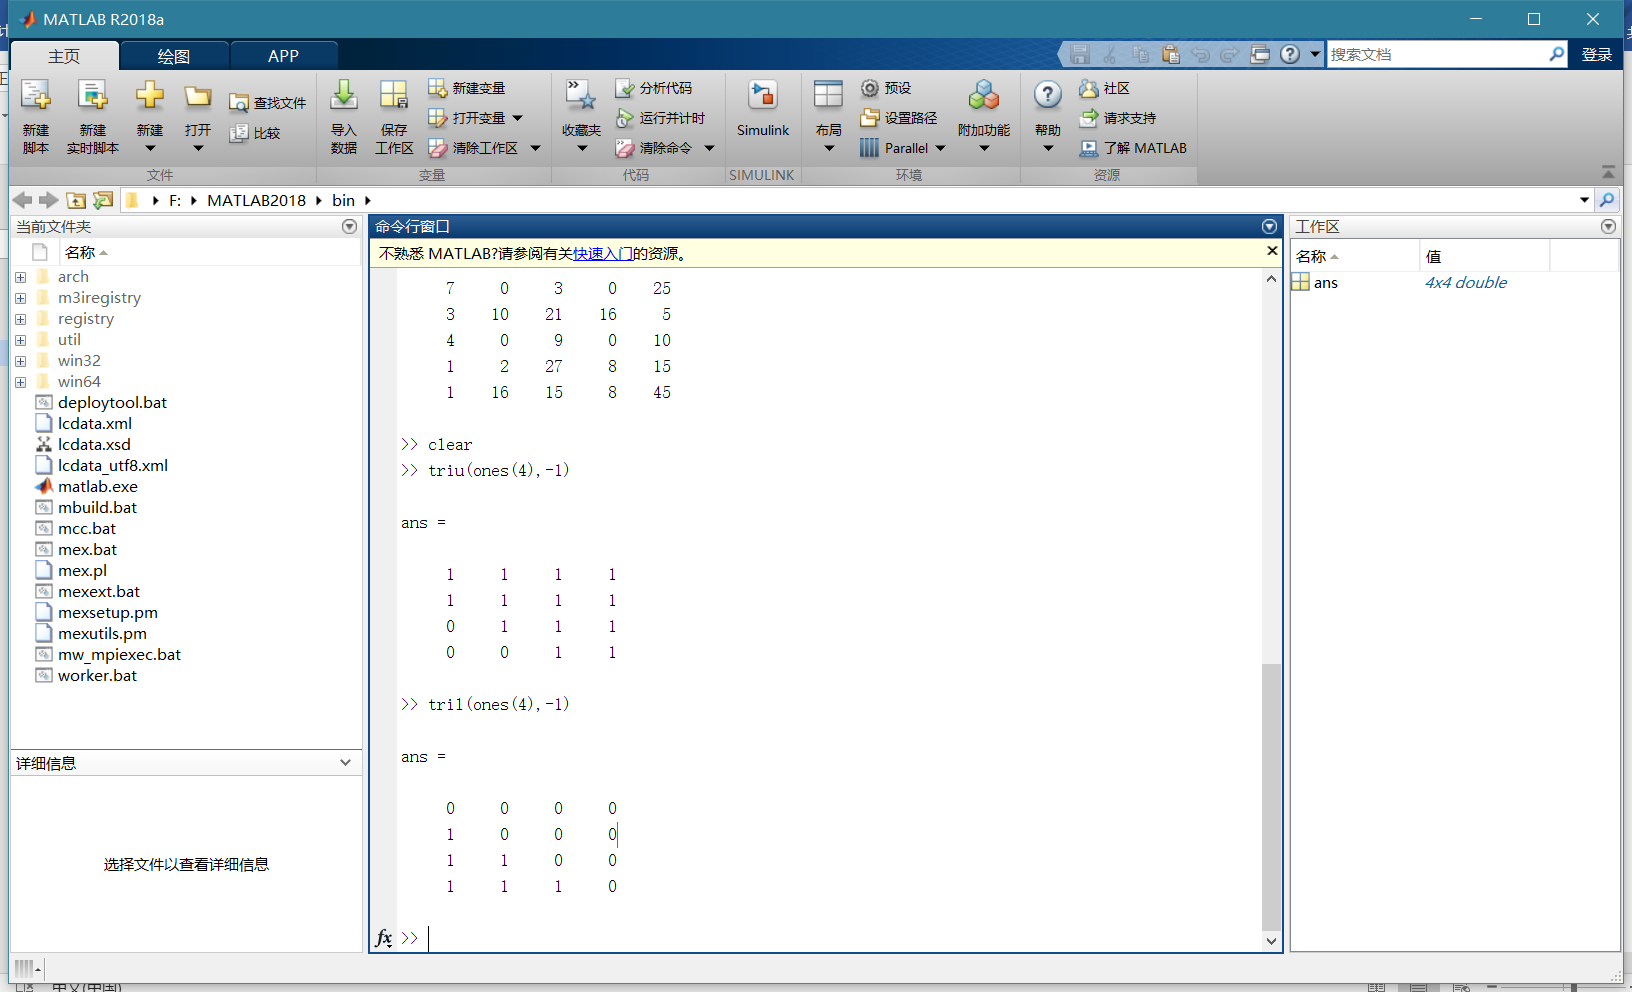 MATLAB R2018a
主页 绘图 APP
搜索文档 登录
新建脚本 新建实时脚本 新建 打开 查找文件 比较
导入数据 保存工作区 新建变量 打开变量 清除工作区
收藏夹 分析代码 运行并计时 清除命令
Simulink
布局 预设 设置路径 Parallel 附加功能
帮助 社区 请求支持 了解 MATLAB
文件 变量 代码 SIMULINK 环境 资源
F: MATLAB2018 bin
当前文件夹
名称
arch
m3iregistry
registry
util
win32
win64
deploytool.bat
lcdata.xml
lcdata.xsd
lcdata_utf8.xml
matlab.exe
mbuild.bat
mcc.bat
mex.bat
mex.pl
mexext.bat
mexsetup.pm
mexutils.pm
mw_mpiexec.bat
worker.bat
详细信息
选择文件以查看详细信息
命令行窗口
不熟悉 MATLAB?请参阅有关快速入门的资源。
7 0 3 0 25
3 10 21 16 5
4 0 9 0 10
1 2 27 8 15
1 16 15 8 45
>> clear
>> triu(ones(4),-1)
ans =
1 1 1 1
1 1 1 1
0 1 1 1
0 0 1 1
>> tril(ones(4),-1)
ans =
0 0 0 0
1 0 0 0
1 1 0 0
1 1 1 0
fx >>
工作区
名称 值
ans 4x4 double